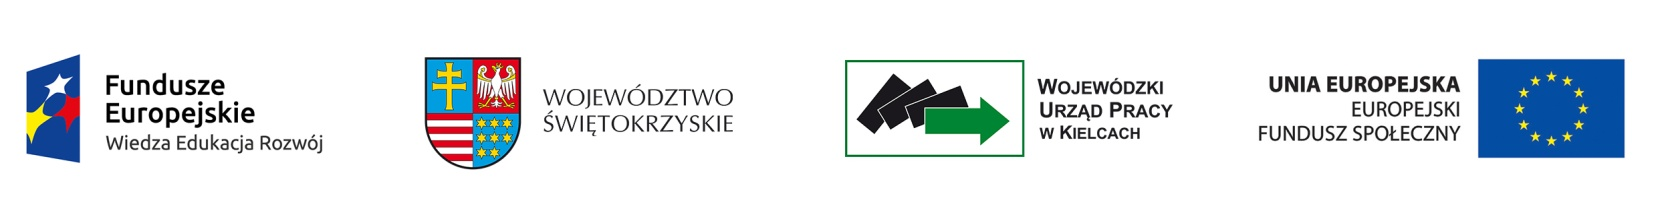 Fundusze
Europejskie
Wiedza Edukacja Rozwój
WOJEWÓDZTWO
ŚWIĘTOKRZYSKIE
WOJEWÓDZKI
URZĄD PRACY
W KIELCACH
UNIA EUROPEJSKA
EUROPEJSKI
FUNDUSZ SPOŁECZNY